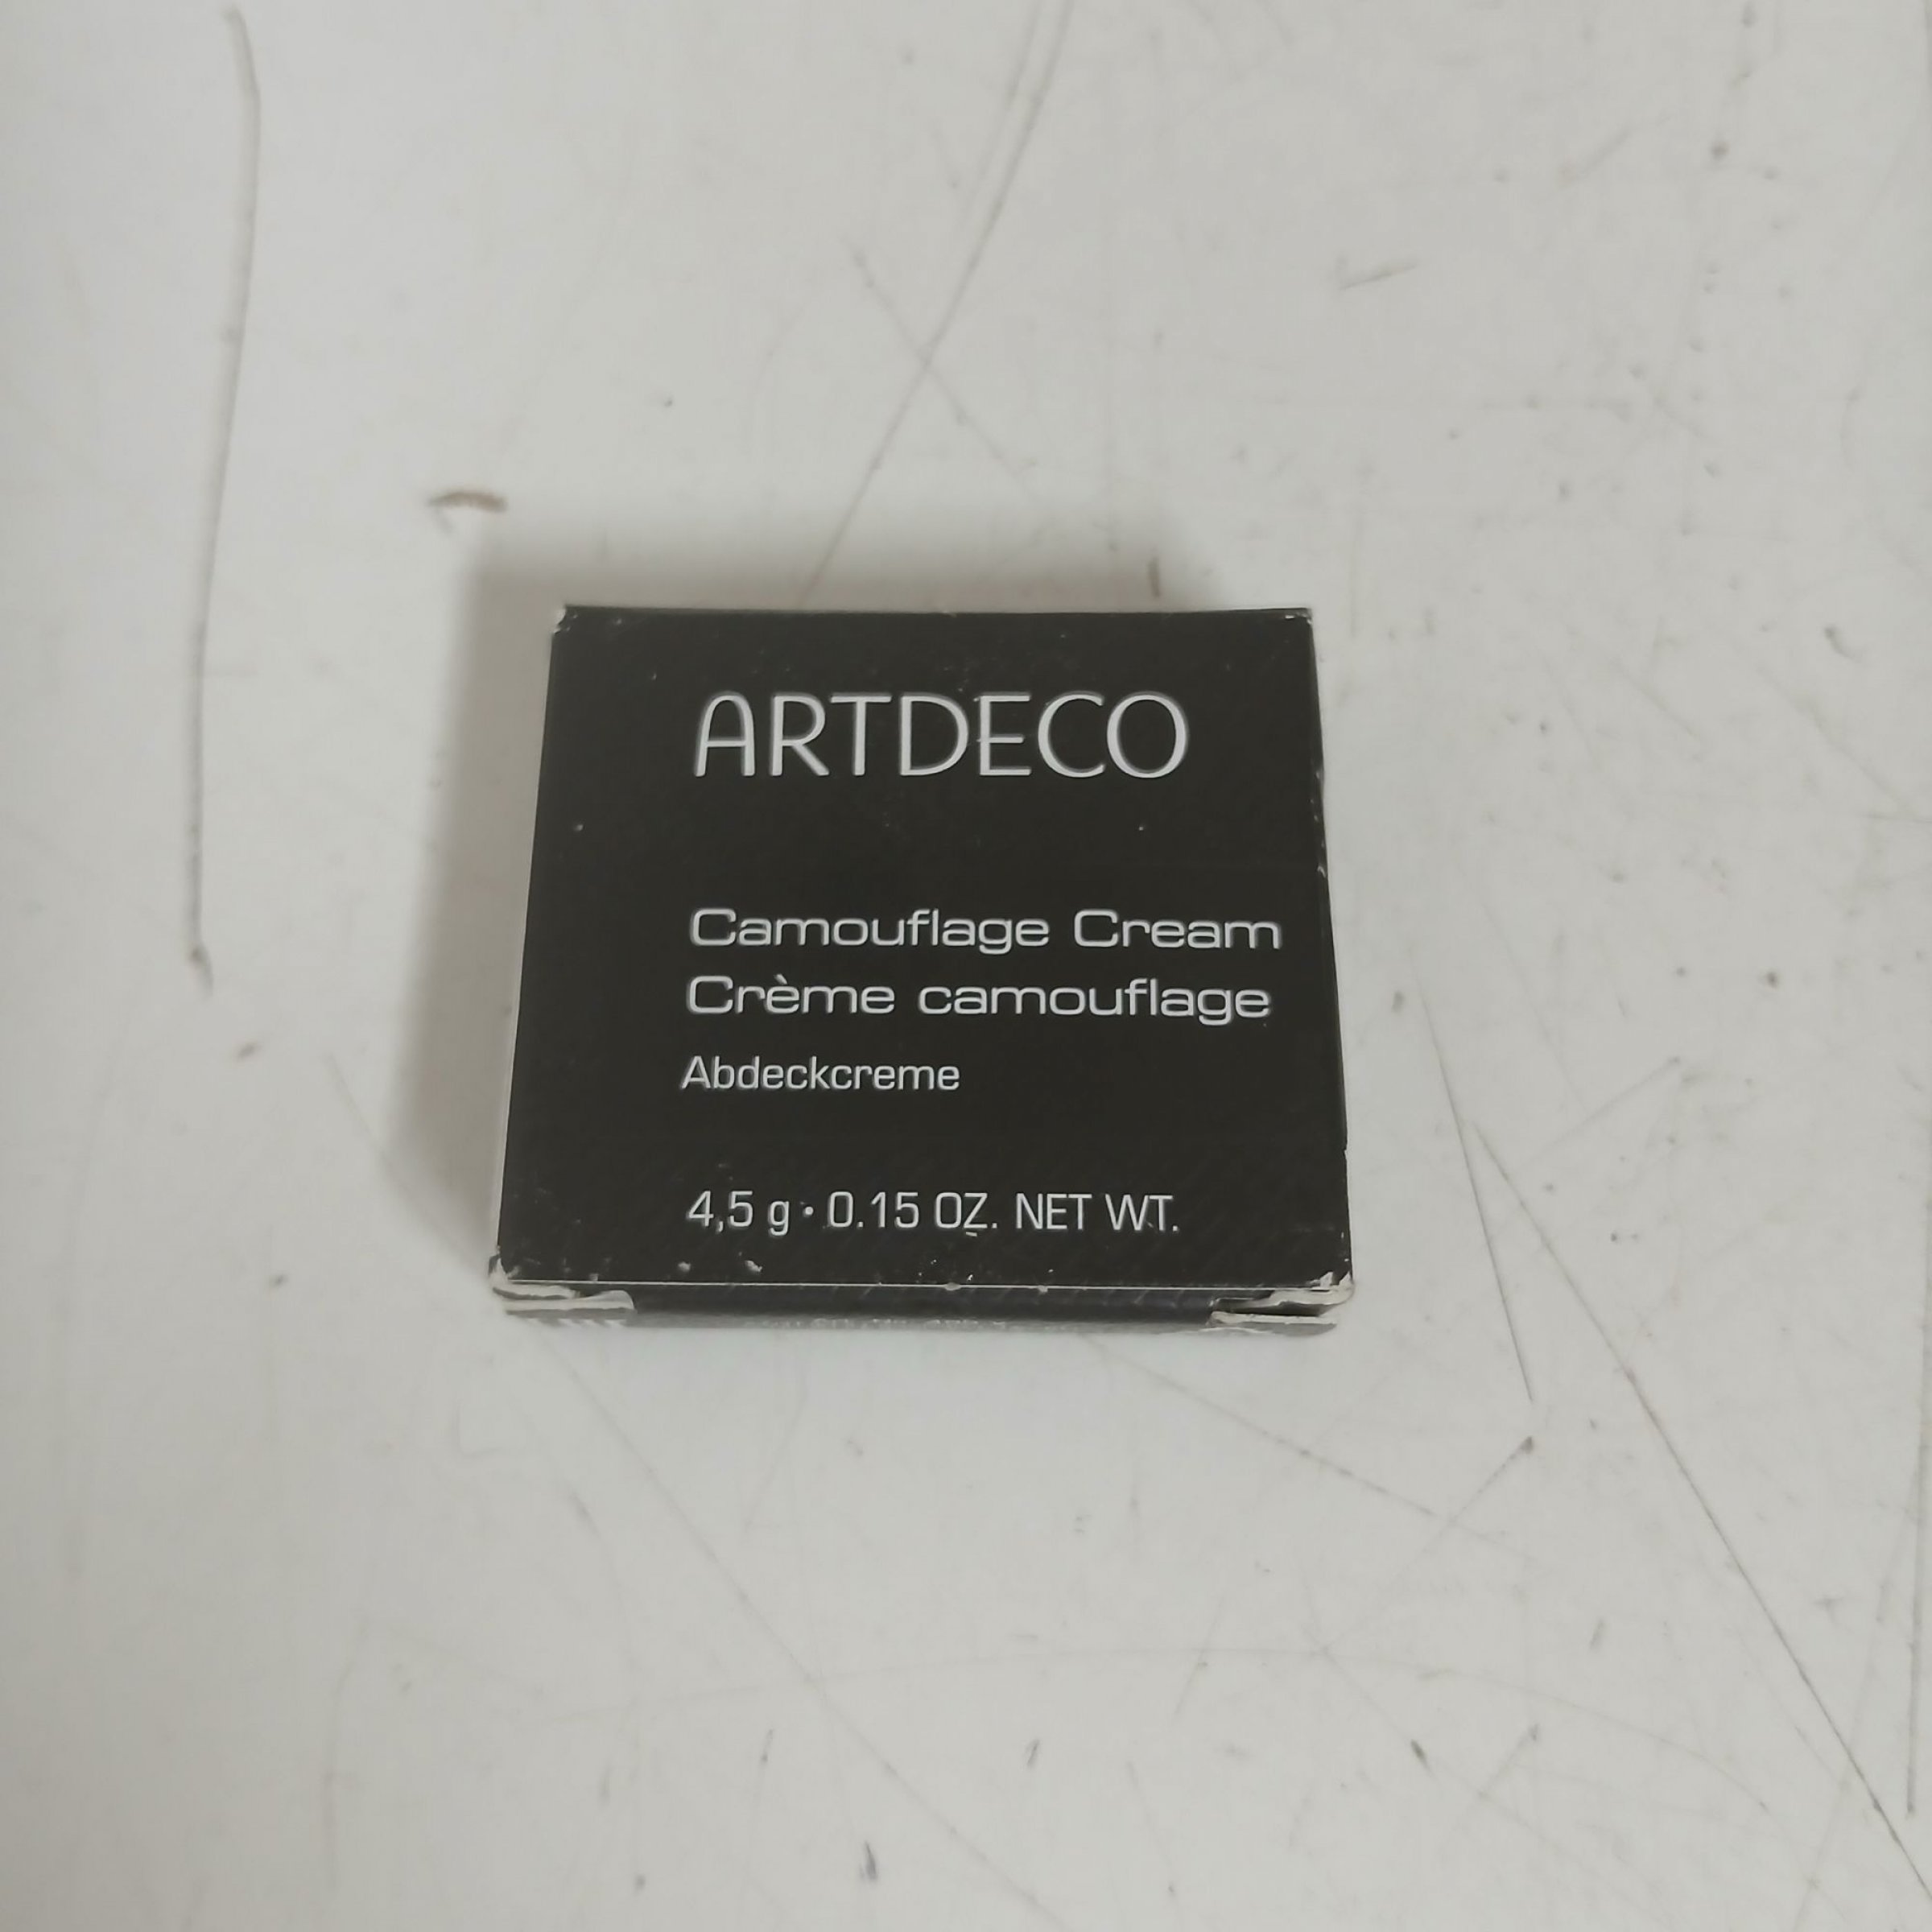 ARTDECO
Camouflage Cream
Crème camouflage
Abdeckcreme
4,5 g · 0.15 OZ. NET WT.